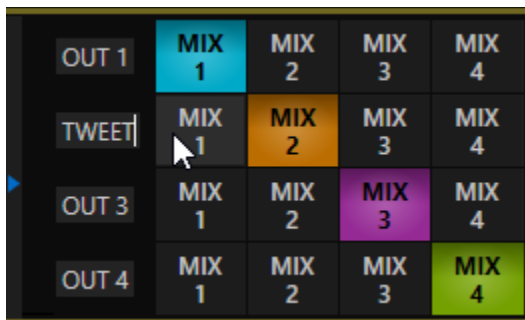 OUT 1 MIX 1 MIX 2 MIX 3 MIX 4
TWEET MIX 1 MIX 2 MIX 3 MIX 4
OUT 3 MIX 1 MIX 2 MIX 3 MIX 4
OUT 4 MIX 1 MIX 2 MIX 3 MIX 4